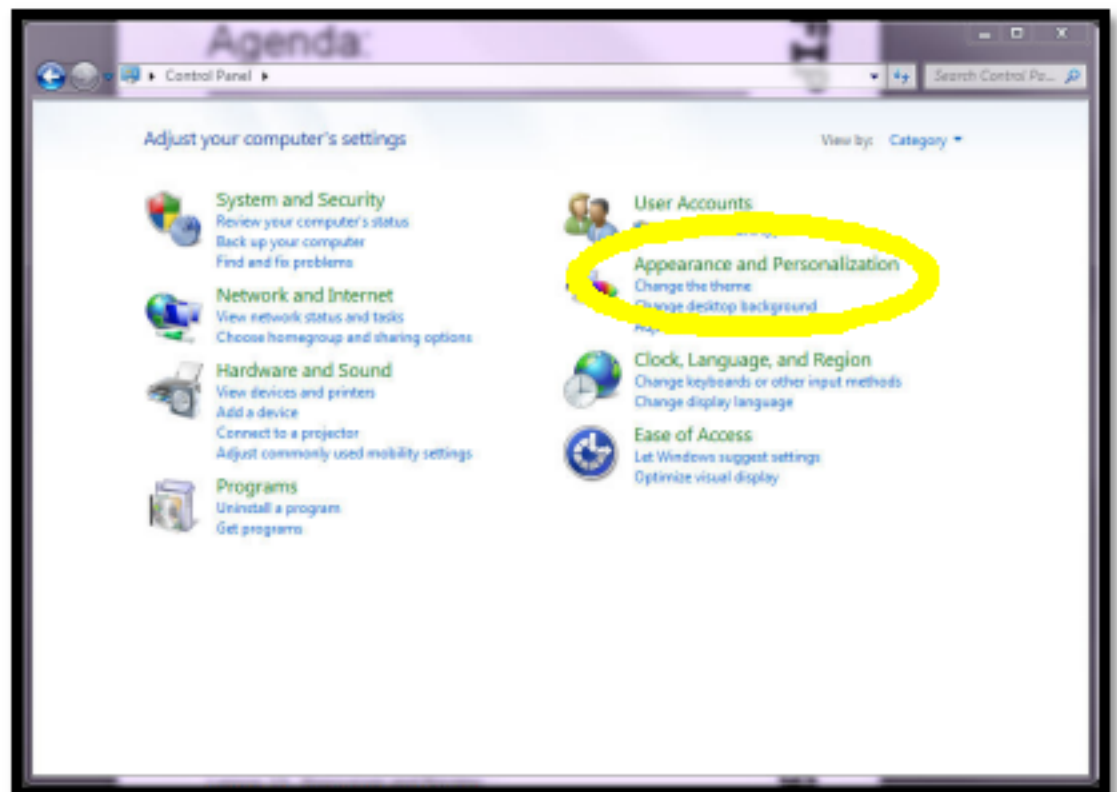 Agenda:
Control Panel
Search Control Pa...
Adjust your computer's settings
View by: Category
System and Security
Review your computer's status
Back up your computer
Find and fix problems
Network and Internet
View network status and tasks
Choose homegroup and sharing options
Hardware and Sound
View devices and printers
Add a device
Connect to a projector
Adjust commonly used mobility settings
Programs
Uninstall a program
Get programs
User Accounts
Appearance and Personalization
Change the theme
Change desktop background
Clock, Language, and Region
Change keyboards or other input methods
Change display language
Ease of Access
Let Windows suggest settings
Optimize visual display